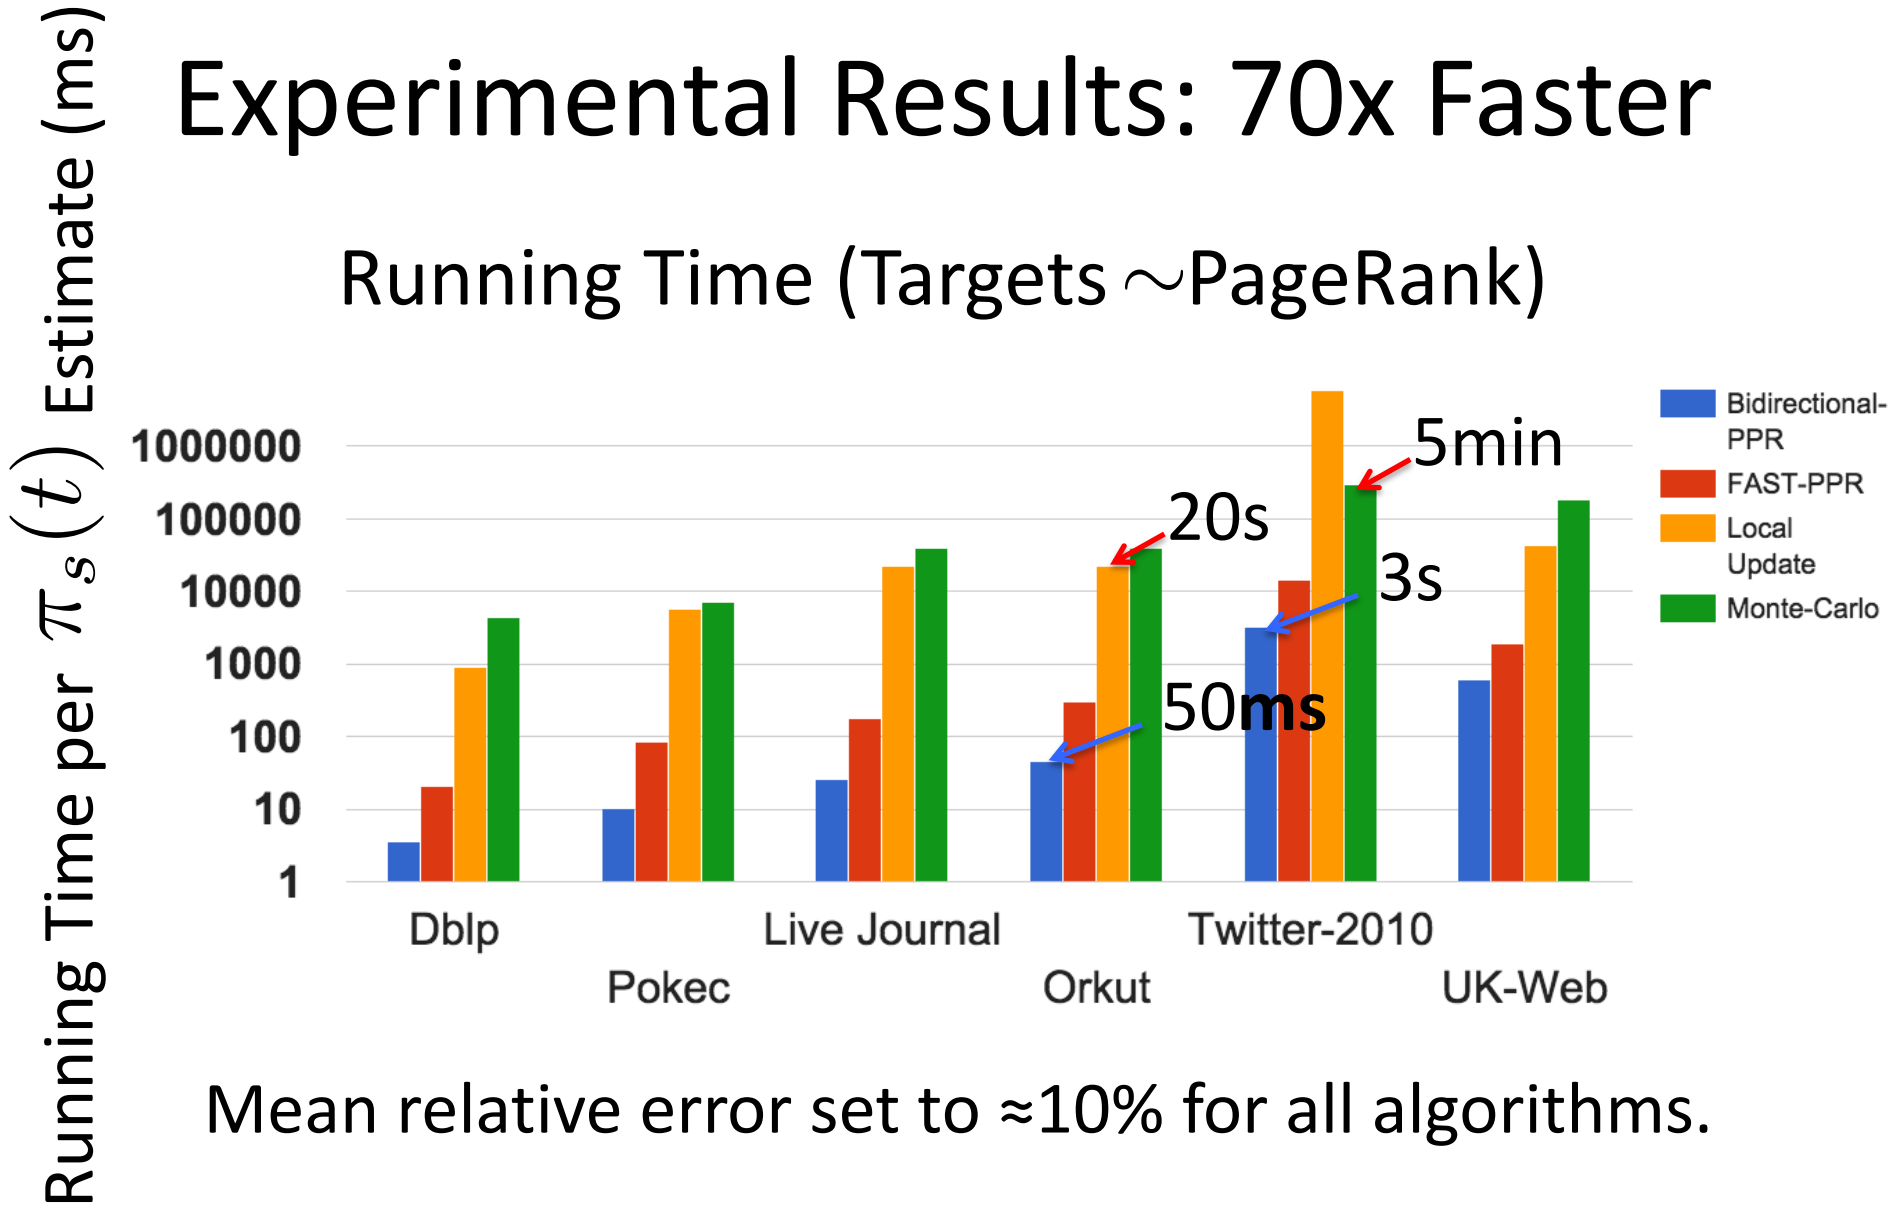 Experimental Results: 70x Faster
Running Time per π_s(t) Estimate (ms)
Running Time (Targets ∼PageRank)
1000000
100000
10000
1000
100
10
1
5min
20s
3s
50ms
Bidirectional-
PPR
FAST-PPR
Local
Update
Monte-Carlo
Dblp
Pokec
Live Journal
Orkut
Twitter-2010
UK-Web
Mean relative error set to ≈10% for all algorithms.